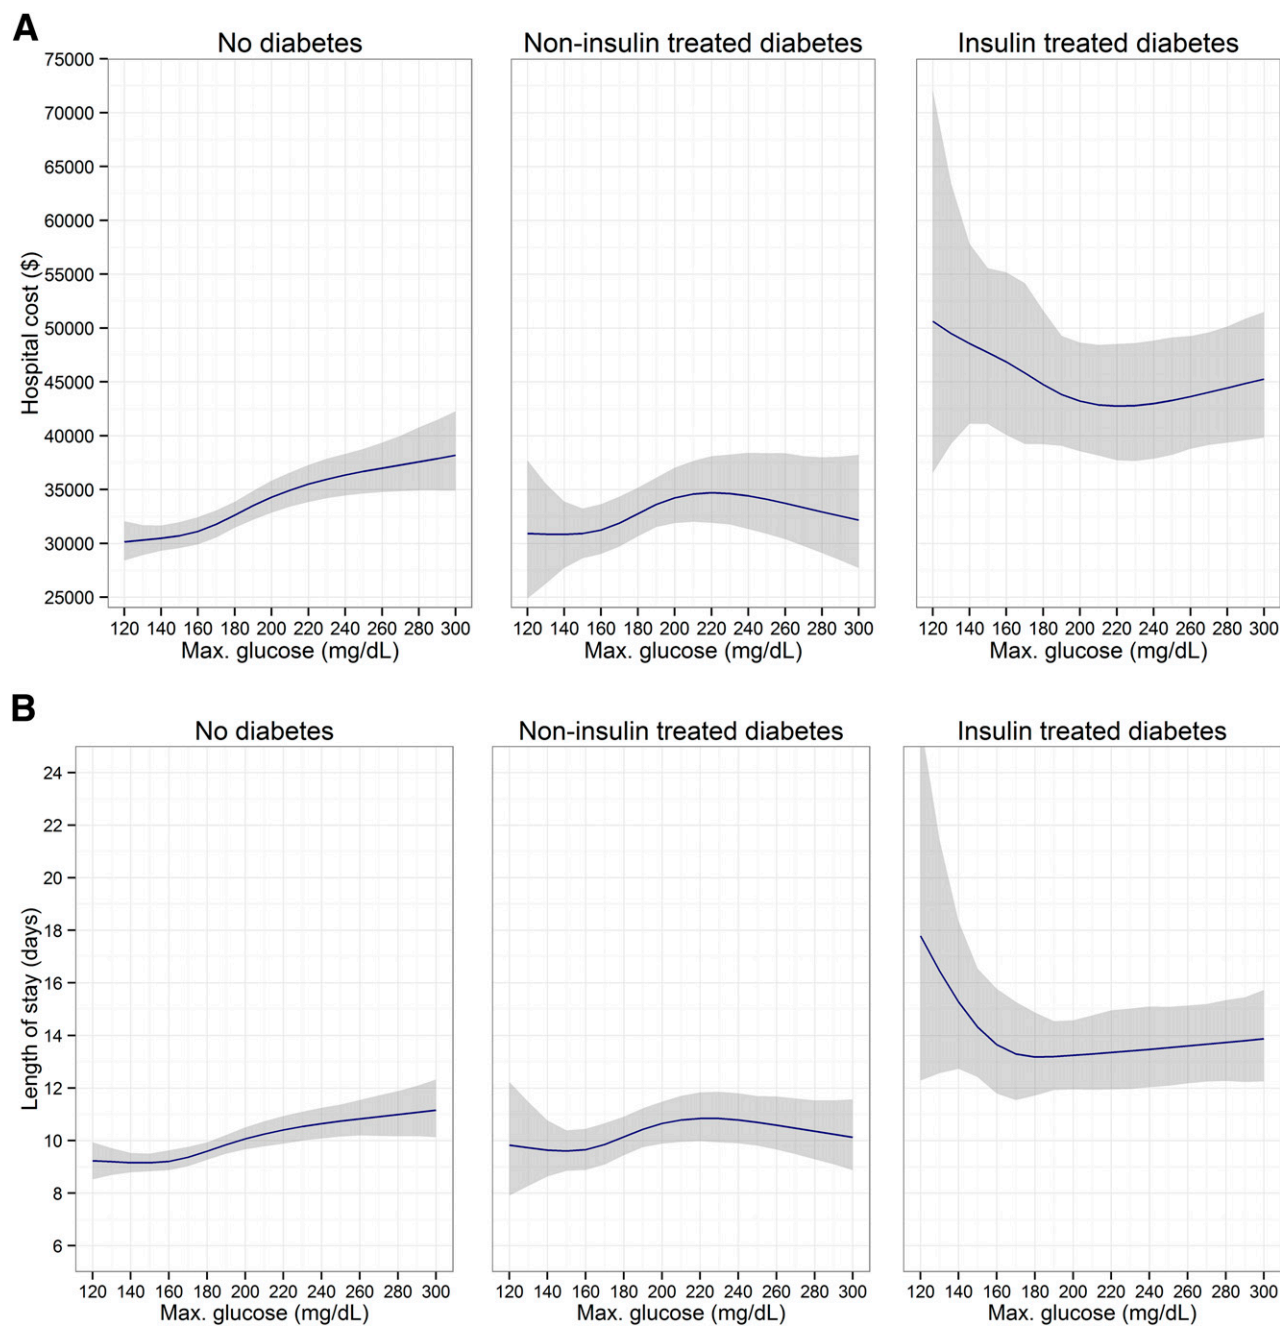 A
No diabetes
Non-insulin treated diabetes
Insulin treated diabetes
Hospital cost ($)
75000
70000
65000
60000
55000
50000
45000
40000
35000
30000
25000
120 140 160 180 200 220 240 260 280 300
120 140 160 180 200 220 240 260 280 300
120 140 160 180 200 220 240 260 280 300
Max. glucose (mg/dL)
Max. glucose (mg/dL)
Max. glucose (mg/dL)
B
No diabetes
Non-insulin treated diabetes
Insulin treated diabetes
Length of stay (days)
24
22
20
18
16
14
12
10
8
6
120 140 160 180 200 220 240 260 280 300
120 140 160 180 200 220 240 260 280 300
120 140 160 180 200 220 240 260 280 300
Max. glucose (mg/dL)
Max. glucose (mg/dL)
Max. glucose (mg/dL)